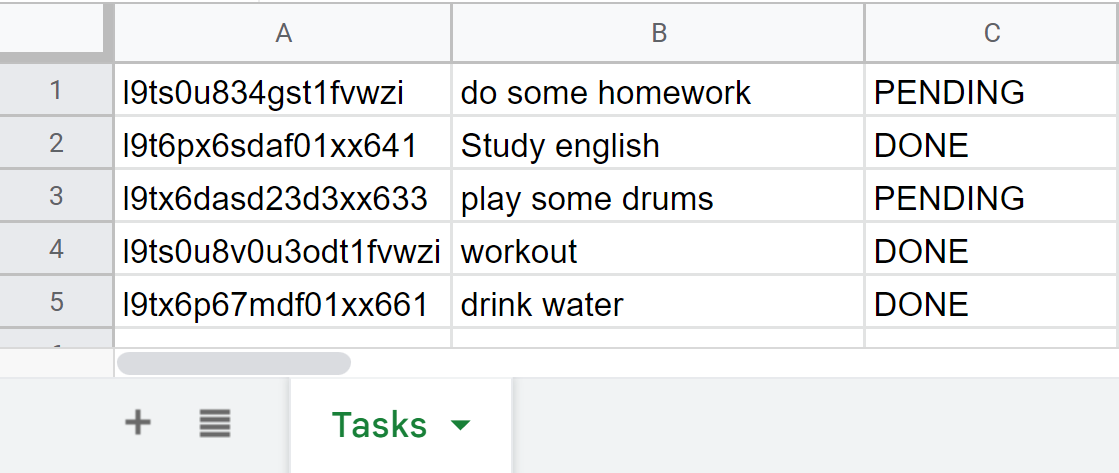 A B C
1 l9ts0u834gst1fvwzi do some homework PENDING
2 l9t6px6sdaf01xx641 Study english DONE
3 l9tx6dasd23d3xx633 play some drums PENDING
4 l9ts0u8v0u3odt1fvwzi workout DONE
5 l9tx6p67mdf01xx661 drink water DONE
Tasks